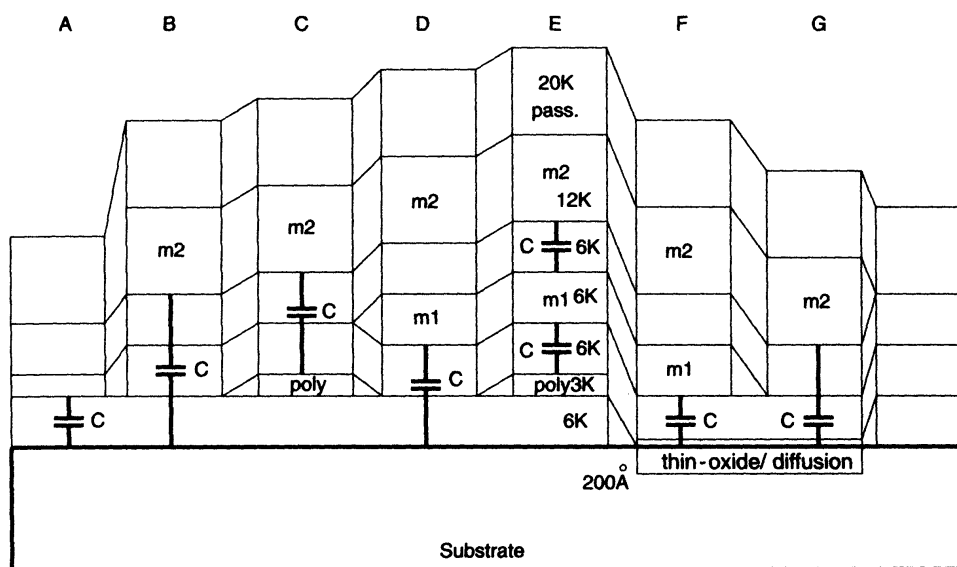 A B C D E F G
20K
pass.
m2
12K
m2
m2
m2
m2
C 6K
m2
C
m1 6K
m1
C 6K
m1
C
C
poly
poly3K
C
6K
C
C
thin-oxide/ diffusion
200Å
Substrate